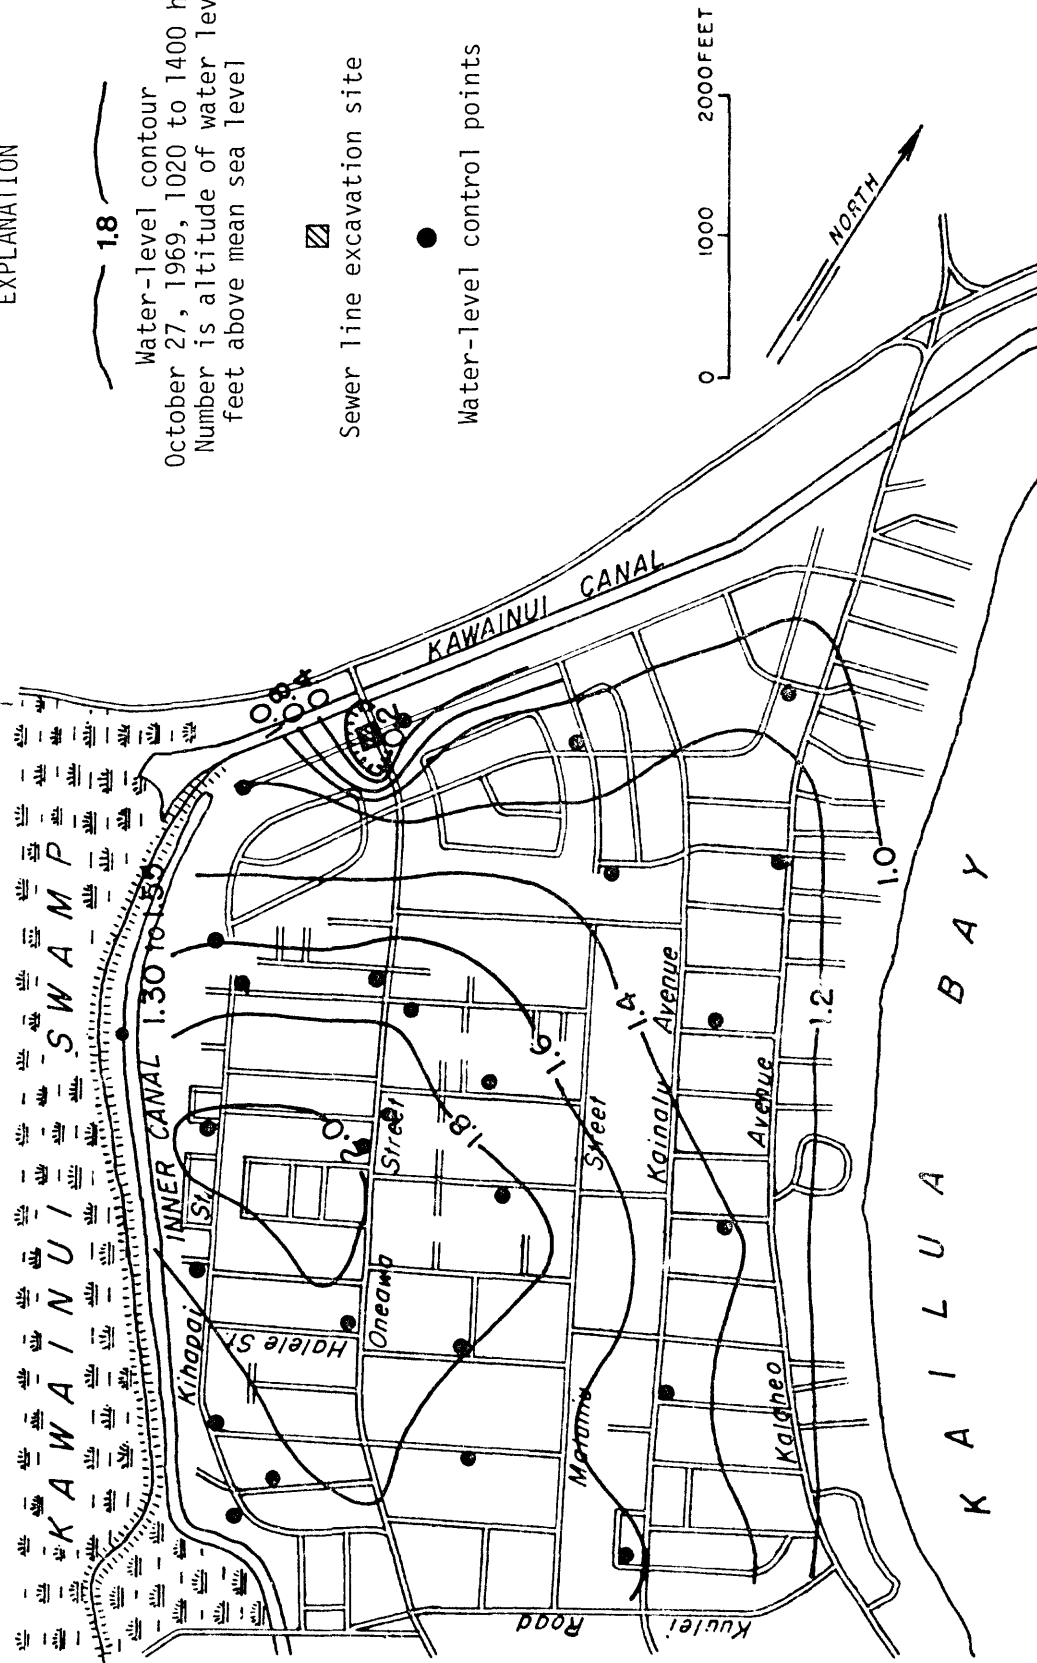 EXPLANATION
1.8
Water-level contour
October 27, 1969, 1020 to 1400 h
Number is altitude of water lev
feet above mean sea level
Sewer line excavation site
Water-level control points
0 1000 2000FEET
NORTH
KAWAINUI SWAMP
INNER CANAL 1.30 to 1.55
KAWAINUI CANAL
0.8
0.2
Kihapai St.
Halele St.
Oneawa Street
Street
Kainalu Avenue
Kalaheo Avenue
Kuulei Road
1.8
1.6
1.4
1.2
1.0
KAILUA BAY